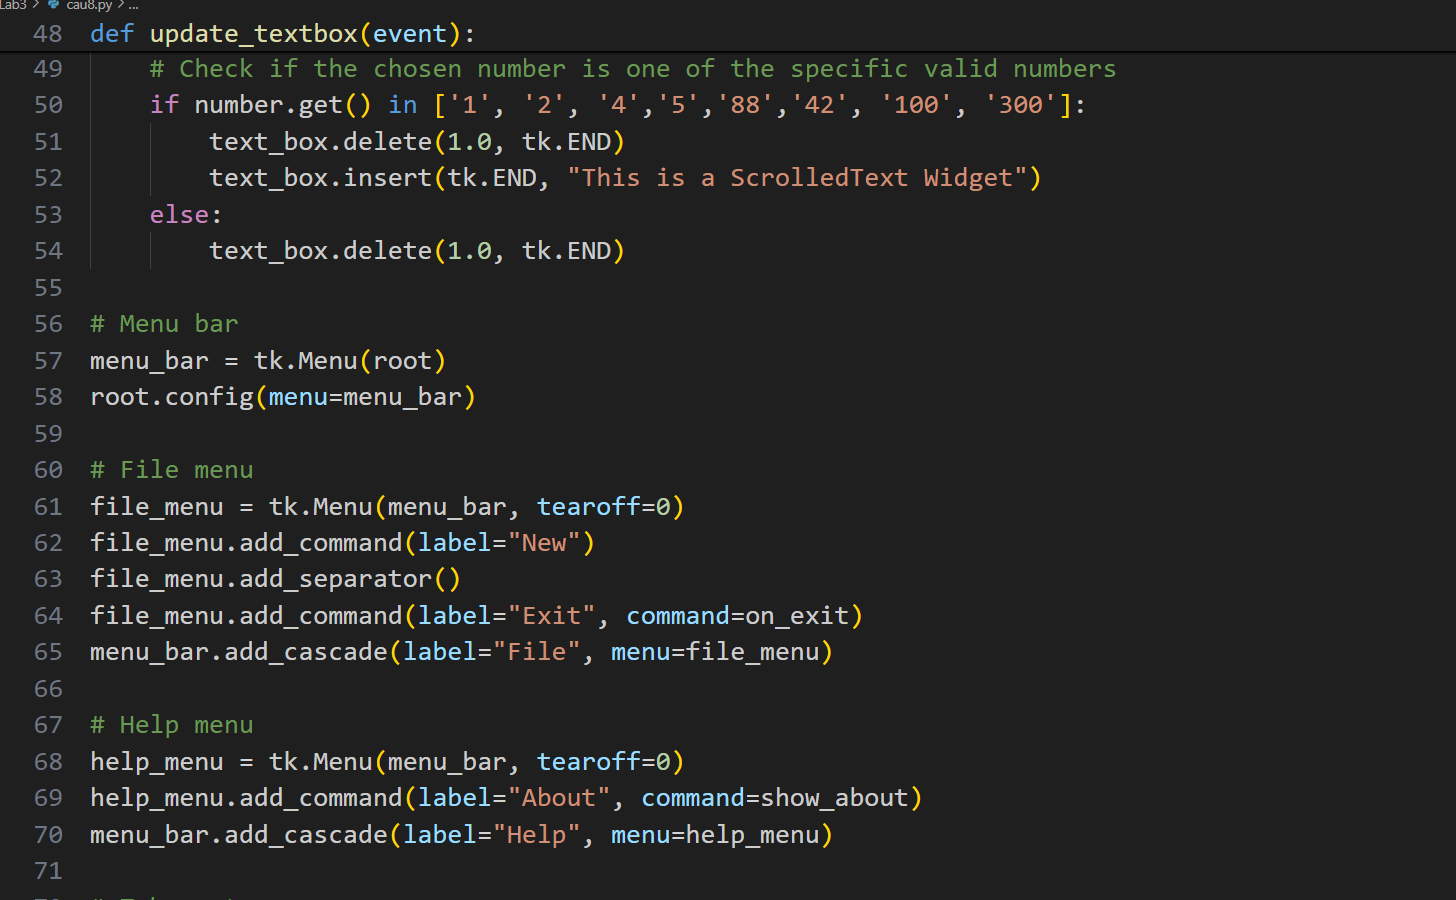 Lab3 > cau8.py > ...
48 def update_textbox(event):
49 # Check if the chosen number is one of the specific valid numbers
50 if number.get() in ['1', '2', '4','5','88','42', '100', '300']:
51 text_box.delete(1.0, tk.END)
52 text_box.insert(tk.END, "This is a ScrolledText Widget")
53 else:
54 text_box.delete(1.0, tk.END)
55
56 # Menu bar
57 menu_bar = tk.Menu(root)
58 root.config(menu=menu_bar)
59
60 # File menu
61 file_menu = tk.Menu(menu_bar, tearoff=0)
62 file_menu.add_command(label="New")
63 file_menu.add_separator()
64 file_menu.add_command(label="Exit", command=on_exit)
65 menu_bar.add_cascade(label="File", menu=file_menu)
66
67 # Help menu
68 help_menu = tk.Menu(menu_bar, tearoff=0)
69 help_menu.add_command(label="About", command=show_about)
70 menu_bar.add_cascade(label="Help", menu=help_menu)
71